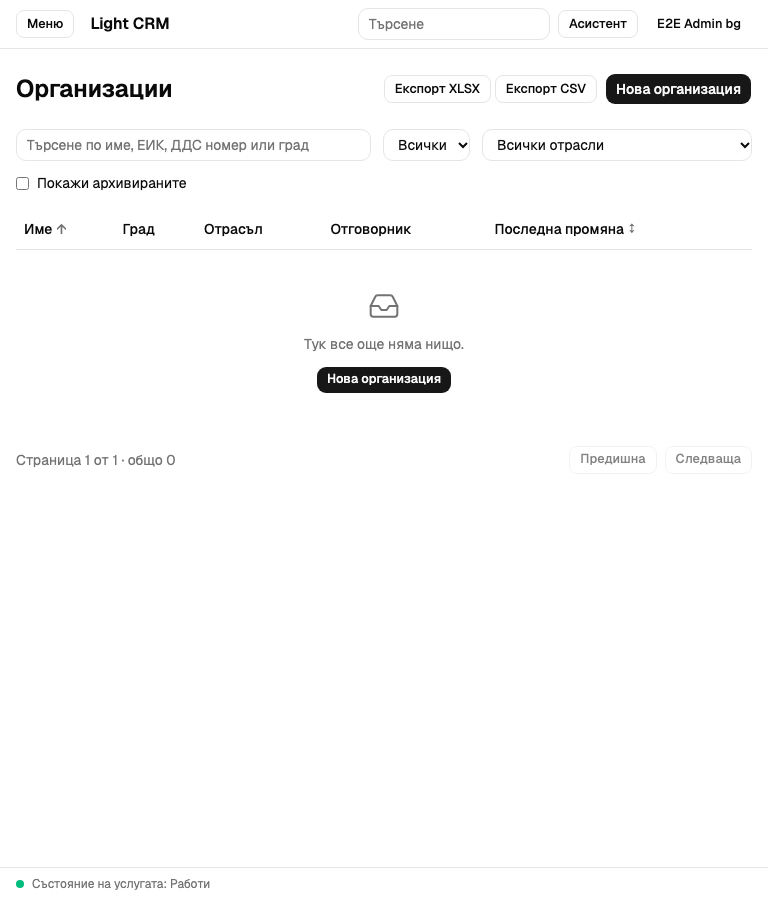 Меню
Light CRM
Търсене
Асистент
E2E Admin bg
Организации
Експорт XLSX
Експорт CSV
Нова организация
Търсене по име, ЕИК, ДДС номер или град
Всички
Всички отрасли
Покажи архивираните
Име ↑
Град
Отрасъл
Отговорник
Последна промяна ↕
Тук все още няма нищо.
Нова организация
Страница 1 от 1 · общо 0
Предишна
Следваща
Състояние на услугата: Работи